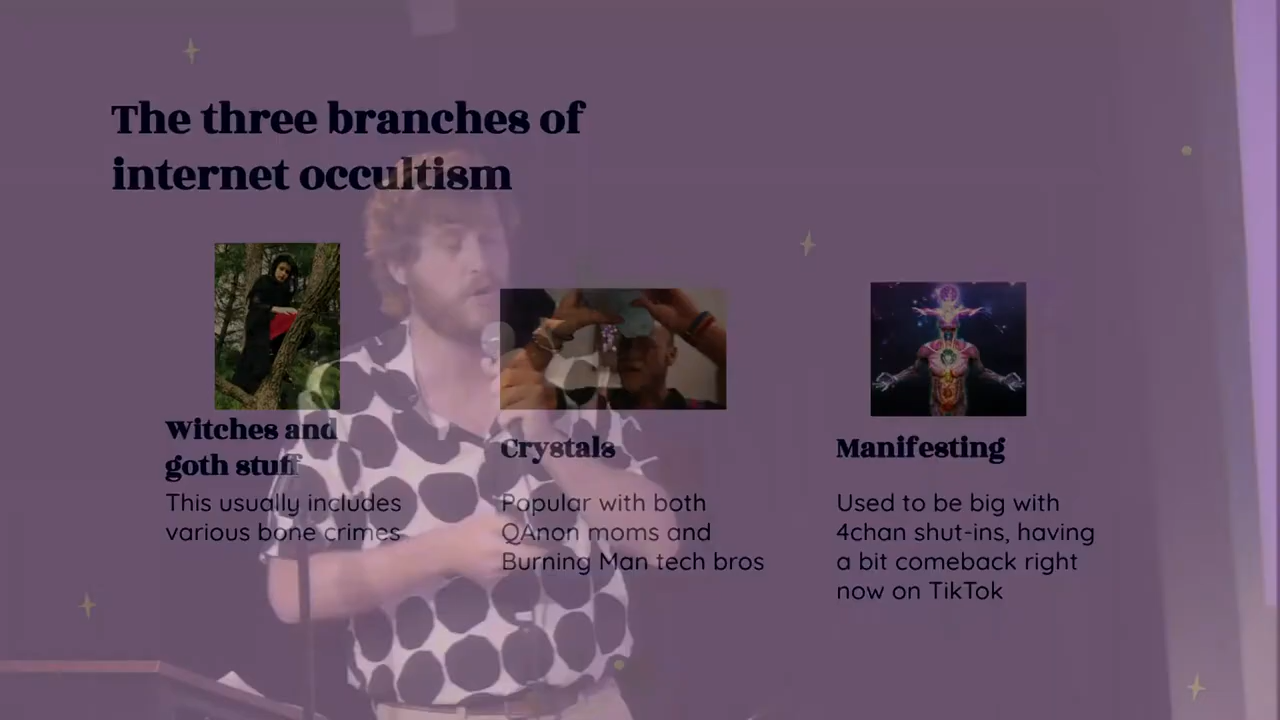 The three branches of
internet occultism
Witches and
goth stuff
This usually includes
various bone crimes
Crystals
Popular with both
QAnon moms and
Burning Man tech bros
Manifesting
Used to be big with
4chan shut-ins, having
a bit comeback right
now on TikTok